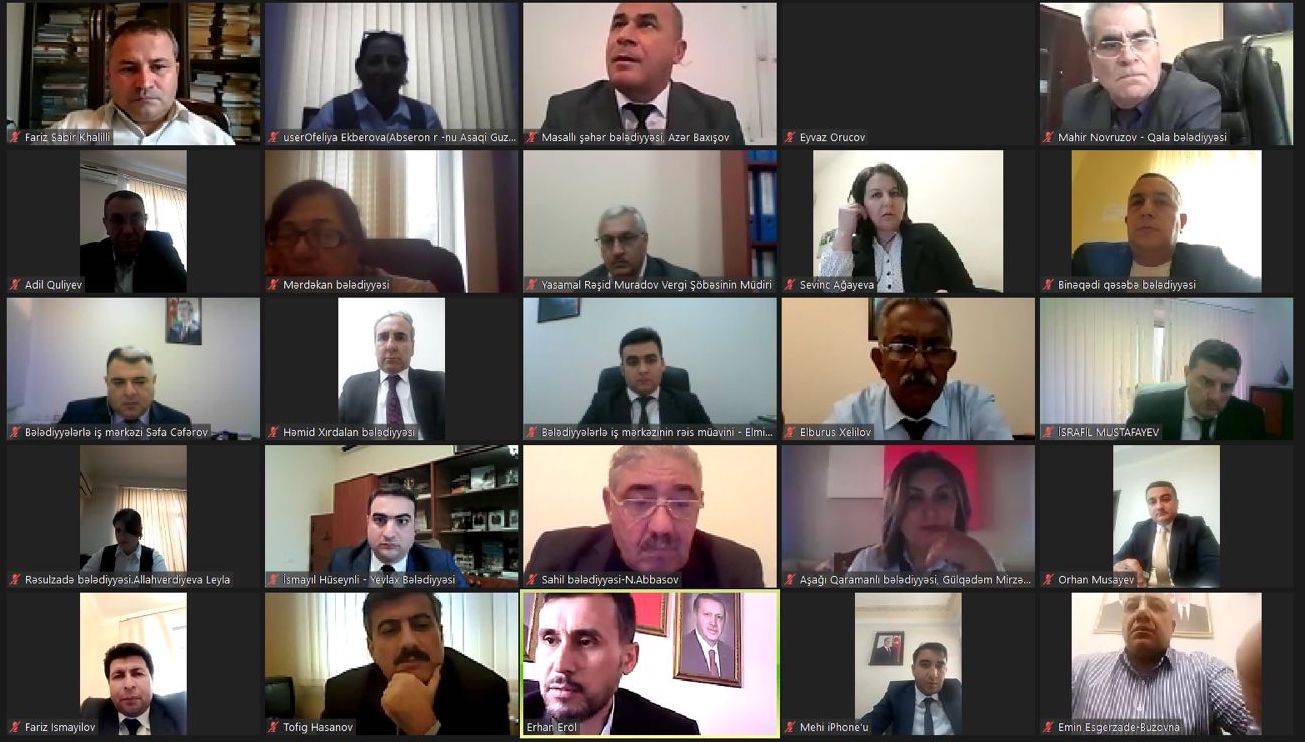 Fariz Sabir Khalilli
userOfeliya Ekberova(Abseron r -nu Asaqi Guz...
Masallı şəhər bələdiyyəsi, Azər Baxışov
Eyvaz Orucov
Mahir Novruzov - Qala bələdiyyəsi
Adil Quliyev
Mərdəkan bələdiyyəsi
Yasamal Rəşid Muradov Vergi Şöbəsinin Müdiri
Sevinc Ağayeva
Binəqədi qəsəbə bələdiyyəsi
Bələdiyyələrlə iş mərkəzi Səfa Cəfərov
Həmid Xırdalan bələdiyyəsi
Bələdiyyələrlə iş mərkəzinin rəis müavini - Elmi...
Elburus Xelilov
İSRAFİL MUSTAFAYEV
Rəsulzadə bələdiyyəsi.Allahverdiyeva Leyla
İsmayıl Hüseynli - Yevlax Bələdiyyəsi
Sahil bələdiyyəsi-N.Abbasov
Aşağı Qaramanlı bələdiyyəsi, Gülqədəm Mirzə...
Orhan Musayev
Fariz Ismayilov
Tofig Hasanov
Erhan Erol
Mehi iPhone'u
Emin Esgerzade-Buzovna